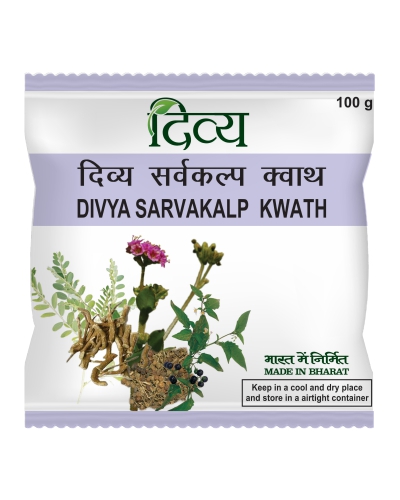 100 g
दिव्य
दिव्य सर्वकल्प क्वाथ
DIVYA SARVAKALP KWATH
भारत में निर्मित
MADE IN BHARAT
Keep in a cool and dry place
and store in a airtight container